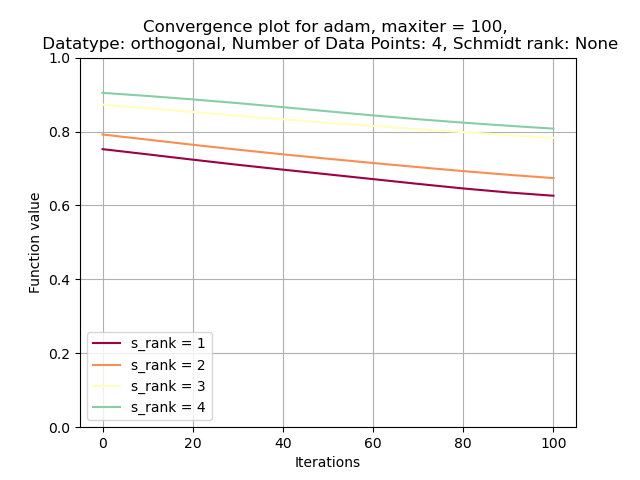 Convergence plot for adam, maxiter = 100,
Datatype: orthogonal, Number of Data Points: 4, Schmidt rank: None
1.0
0.8
0.6
0.4
0.2
0.0
Function value
s_rank = 1
s_rank = 2
s_rank = 3
s_rank = 4
0 20 40 60 80 100
Iterations